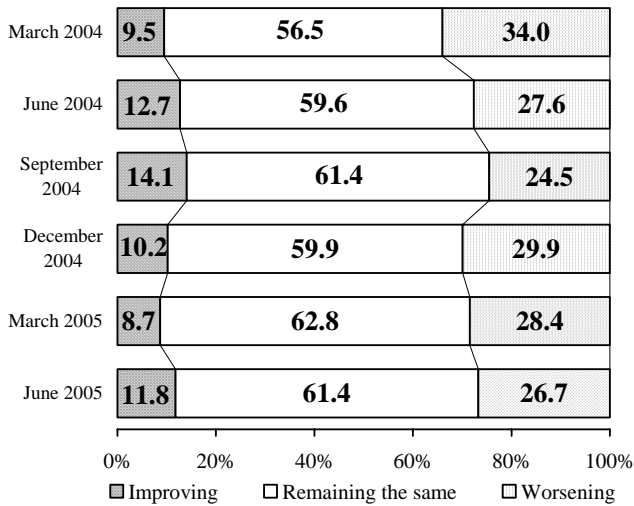 March 2004 9.5 56.5 34.0
June 2004 12.7 59.6 27.6
September
2004 14.1 61.4 24.5
December
2004 10.2 59.9 29.9
March 2005 8.7 62.8 28.4
June 2005 11.8 61.4 26.7
0% 20% 40% 60% 80% 100%
Improving Remaining the same Worsening